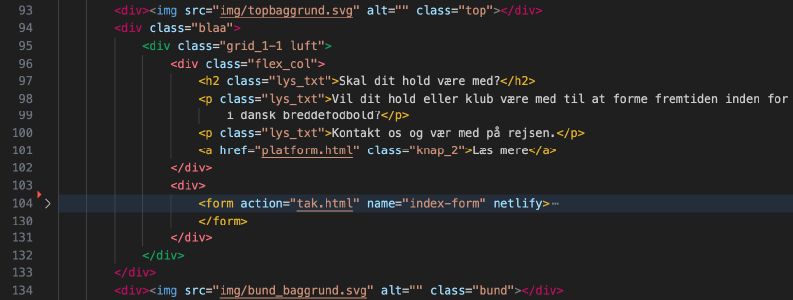 93 <div><img src="img/topbaggrund.svg" alt="" class="top"></div>
94 <div class="blaa">
95 <div class="grid_1-1 luft">
96 <div class="flex_col">
97 <h2 class="lys_txt">Skal dit hold være med?</h2>
98 <p class="lys_txt">Vil dit hold eller klub være med til at forme fremtiden inden for
99 i dansk breddefodbold?</p>
100 <p class="lys_txt">Kontakt os og vær med på rejsen.</p>
101 <a href="platform.html" class="knap_2">Læs mere</a>
102 </div>
103 <div>
104 <form action="tak.html" name="index-form" netlify>…
130 </form>
131 </div>
132 </div>
133 </div>
134 <div><img src="img/bund_baggrund.svg" alt="" class="bund"></div>